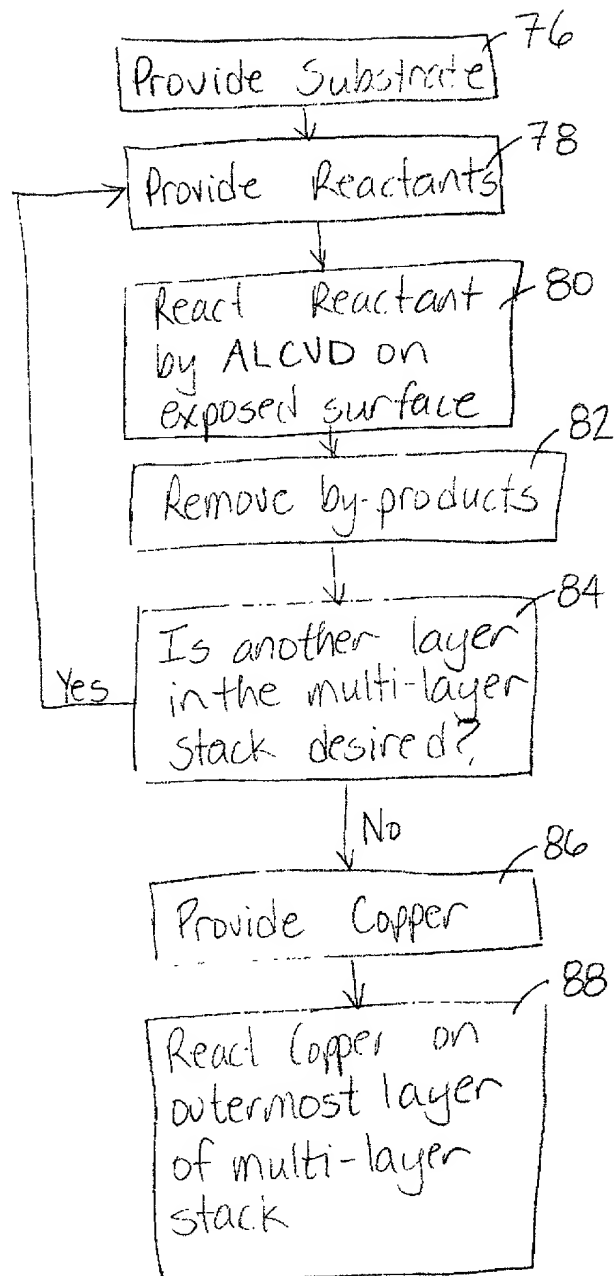 76
Provide Substrate
78
Provide Reactants
80
React Reactant
by ALCVD on
exposed surface
82
Remove by-products
84
Is another layer
in the multi-layer
stack desired?
Yes
No
86
Provide Copper
88
React Copper on
outermost layer
of multi-layer
stack